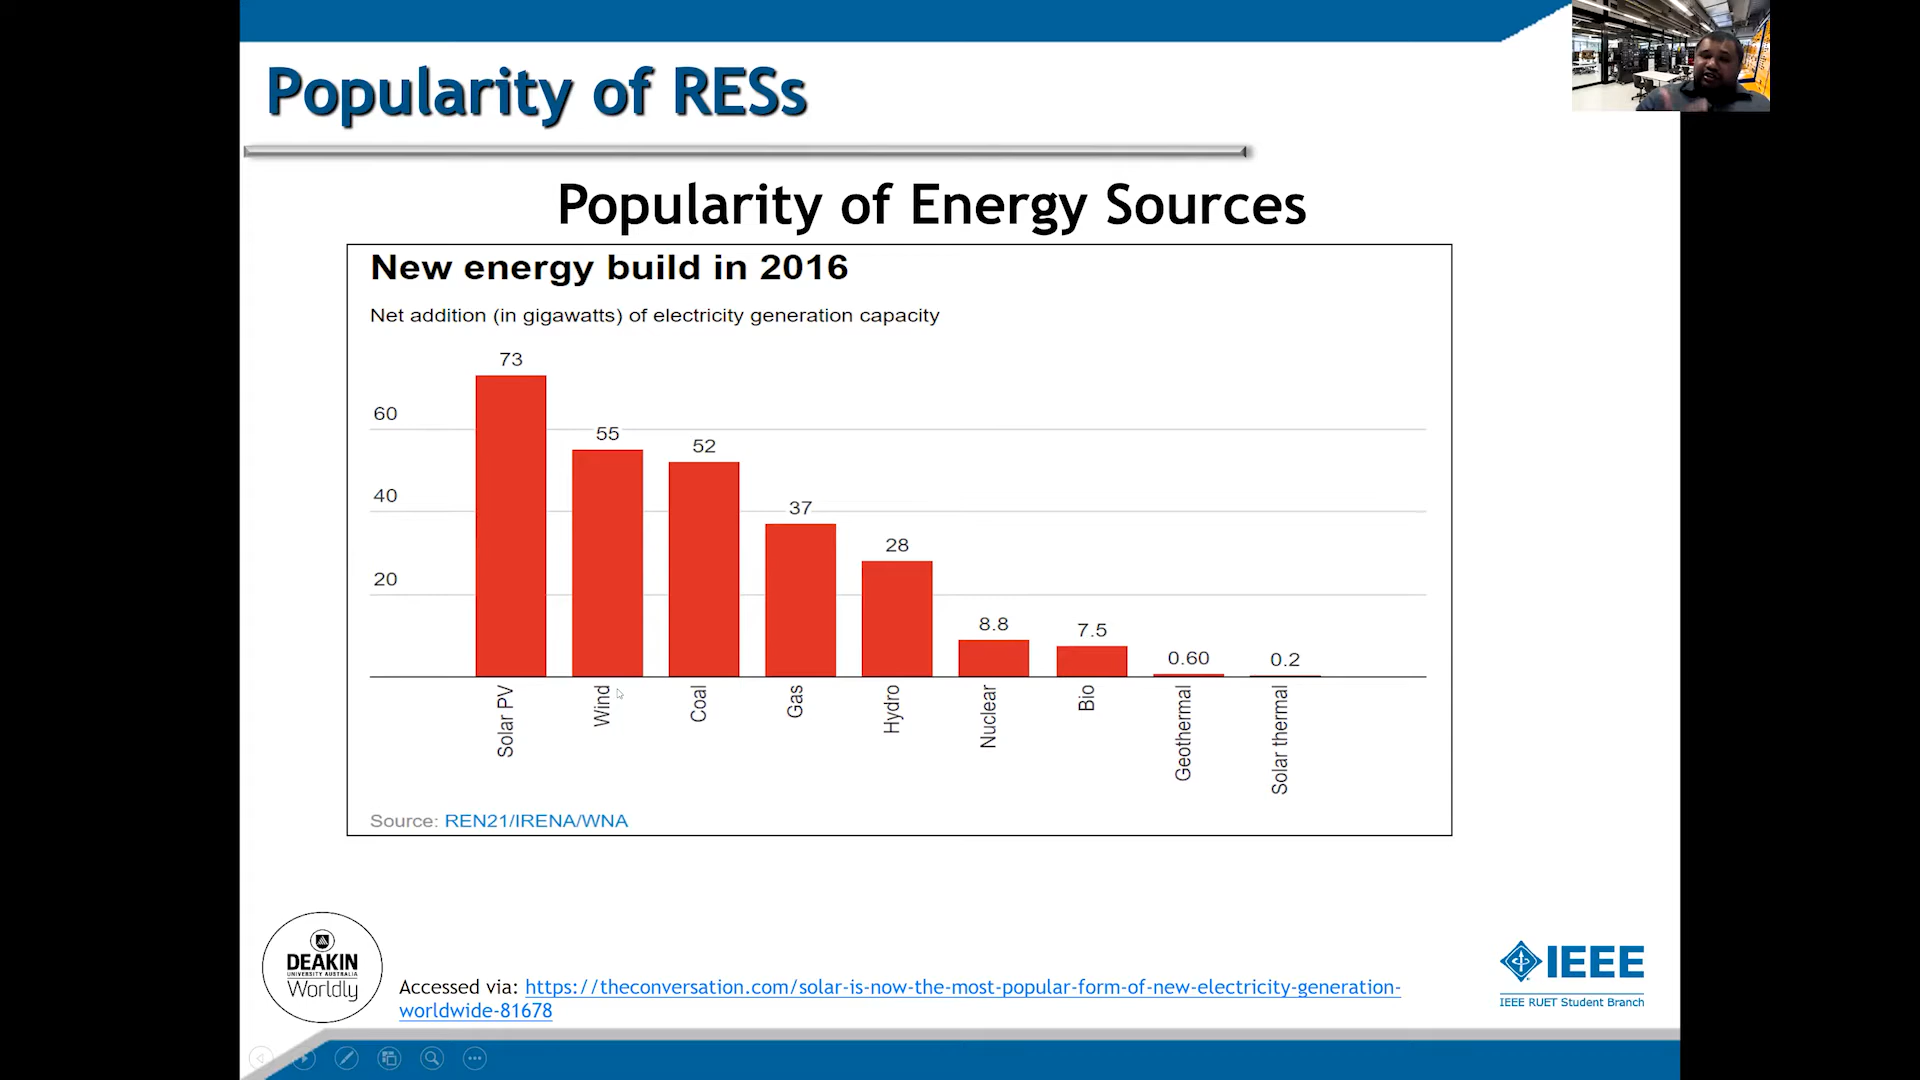 Popularity of RESs
Popularity of Energy Sources
New energy build in 2016
Net addition (in gigawatts) of electricity generation capacity
73
60
55
52
40
37
28
20
8.8
7.5
0.60
0.2
Solar PV
Wind
Coal
Gas
Hydro
Nuclear
Bio
Geothermal
Solar thermal
Source: REN21/IRENA/WNA
DEAKIN
UNIVERSITY AUSTRALIA
Worldly
Accessed via: https://theconversation.com/solar-is-now-the-most-popular-form-of-new-electricity-generation-
worldwide-81678
IEEE
IEEE RUET Student Branch